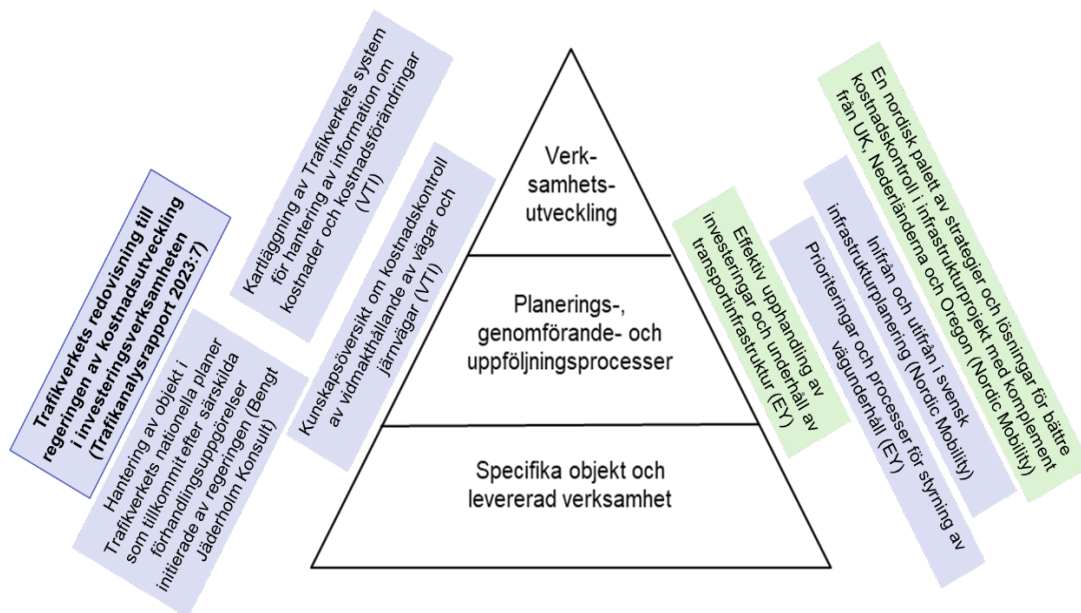 Trafikverkets redovisning till
regeringen av kostnadsutveckling
i investeringsverksamheten
(Trafikanalysrapport 2023:7)
Kartläggning av Trafikverkets system
för hantering av information om
kostnader och kostnadsförändringar
(VTI)
Hantering av objekt i
Trafikverkets nationella planer
som tillkommit efter särskilda
förhandlingsuppgörelser
initierade av regeringen (Bengt
Jäderholm Konsult)
Kunskapsöversikt om kostnadskontroll
av vidmakthållande av vägar och
järnvägar (VTI)
Verk-
samhets-
utveckling
Planerings-,
genomförande- och
uppföljningsprocesser
Specifika objekt och
levererad verksamhet
Effektiv upphandling av
investeringar och underhåll av
transportinfrastruktur (EY)
Prioriteringar och processer för styrning av
vägunderhåll (EY)
Inifrån och utifrån i svensk
infrastrukturplanering (Nordic Mobility)
En nordisk palett av strategier och lösningar för bättre
kostnadskontroll i infrastrukturprojekt med komplement
från UK, Nederländerna och Oregon (Nordic Mobility)